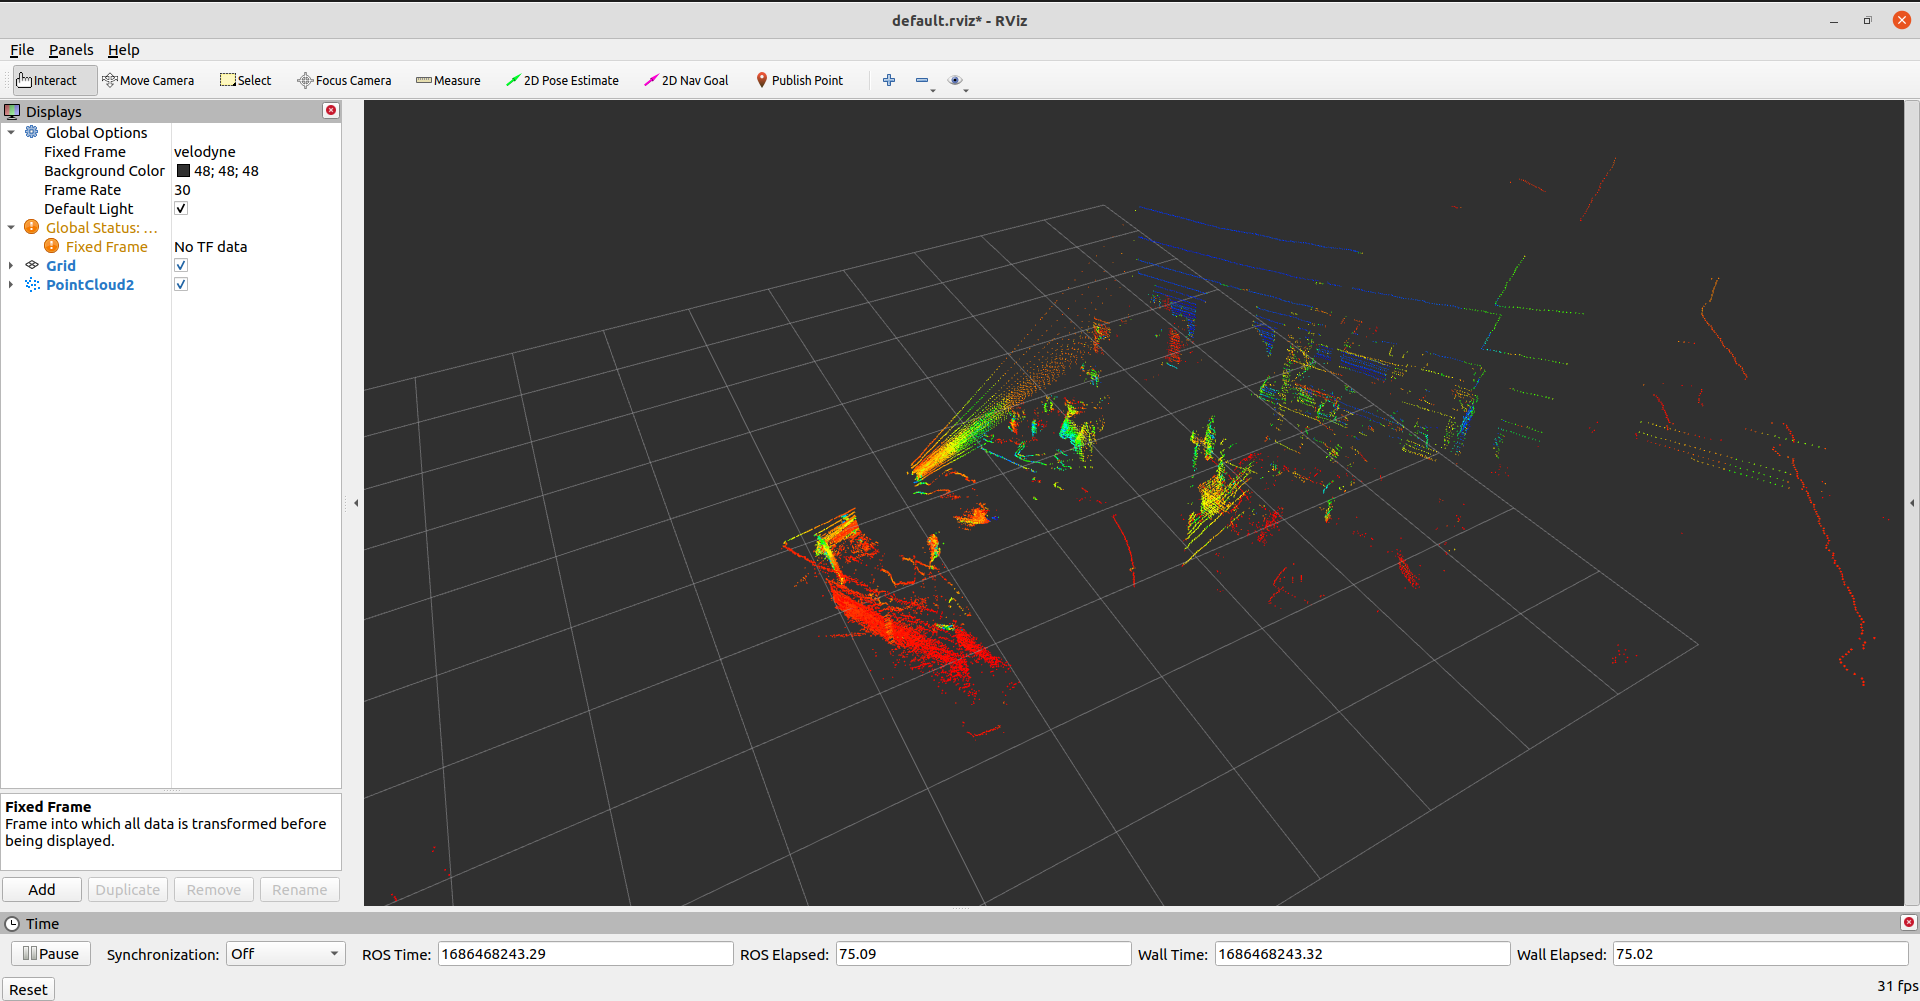 default.rviz* - RViz
File Panels Help
Interact Move Camera Select Focus Camera Measure 2D Pose Estimate 2D Nav Goal Publish Point
Displays
Global Options
Fixed Frame velodyne
Background Color 48; 48; 48
Frame Rate 30
Default Light
Global Status: ...
Fixed Frame No TF data
Grid
PointCloud2
Fixed Frame
Frame into which all data is transformed before
being displayed.
Add Duplicate Remove Rename
Time
Pause Synchronization: Off ROS Time: 1686468243.29 ROS Elapsed: 75.09 Wall Time: 1686468243.32 Wall Elapsed: 75.02
Reset 31 fps